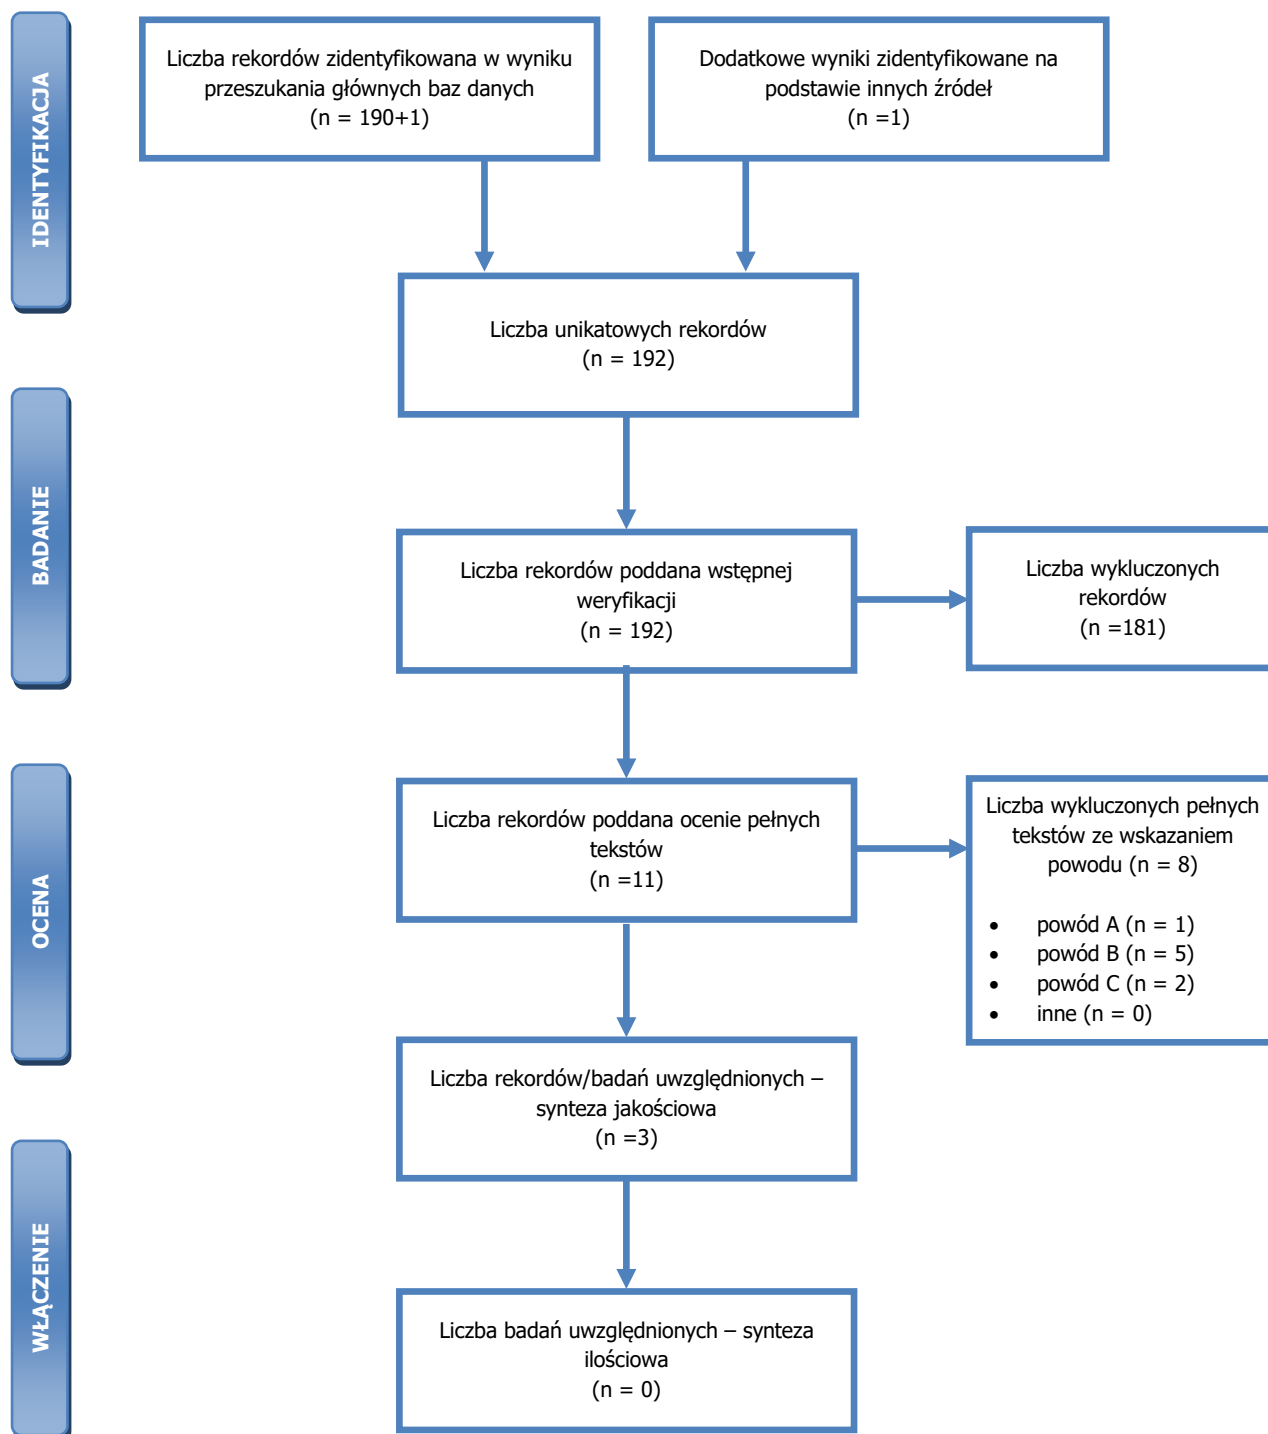 IDENTYFIKACJA
Liczba rekordów zidentyfikowana w wyniku
przeszukania głównych baz danych
(n = 190+1)
Dodatkowe wyniki zidentyfikowane na
podstawie innych źródeł
(n =1)
Liczba unikatowych rekordów
(n = 192)
BADANIE
Liczba rekordów poddana wstępnej
weryfikacji
(n = 192)
Liczba wykluczonych
rekordów
(n =181)
OCENA
Liczba rekordów poddana ocenie pełnych
tekstów
(n =11)
Liczba wykluczonych pełnych
tekstów ze wskazaniem
powodu (n = 8)
• powód A (n = 1)
• powód B (n = 5)
• powód C (n = 2)
• inne (n = 0)
Liczba rekordów/badań uwzględnionych –
synteza jakościowa
(n =3)
WŁĄCZENIE
Liczba badań uwzględnionych – synteza
ilościowa
(n = 0)